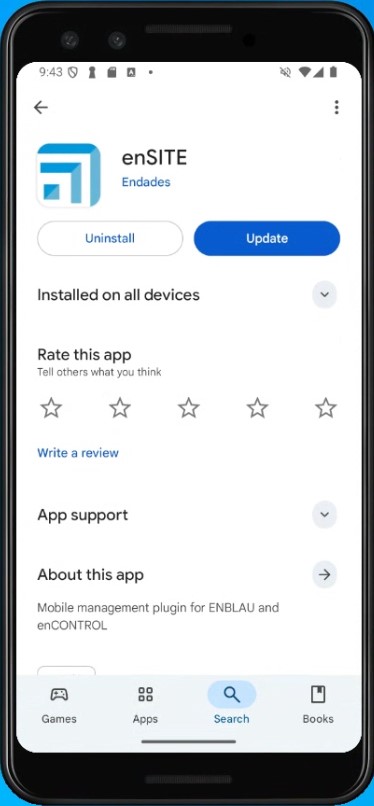 9:43
enSITE
Endades
Uninstall
Update
Installed on all devices
Rate this app
Tell others what you think
Write a review
App support
About this app
Mobile management plugin for ENBLAU and
enCONTROL
Games
Apps
Search
Books